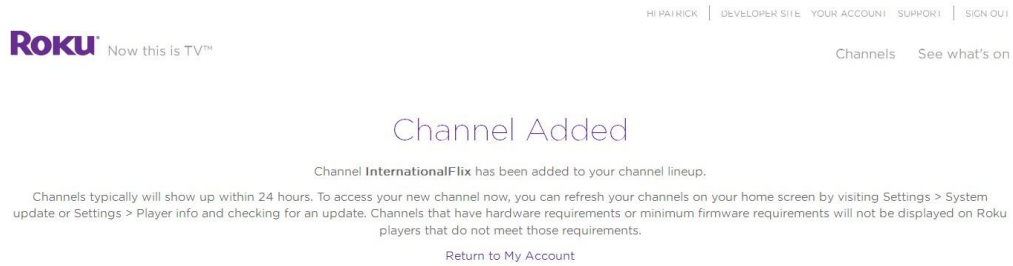 HI PATRICK DEVELOPER SITE YOUR ACCOUNT SUPPORT SIGN OUT
Roku Now this is TV™
Channels See what's on
Channel Added
Channel InternationalFlix has been added to your channel lineup.
Channels typically will show up within 24 hours. To access your new channel now, you can refresh your channels on your home screen by visiting Settings > System
update or Settings > Player info and checking for an update. Channels that have hardware requirements or minimum firmware requirements will not be displayed on Roku
players that do not meet those requirements.
Return to My Account